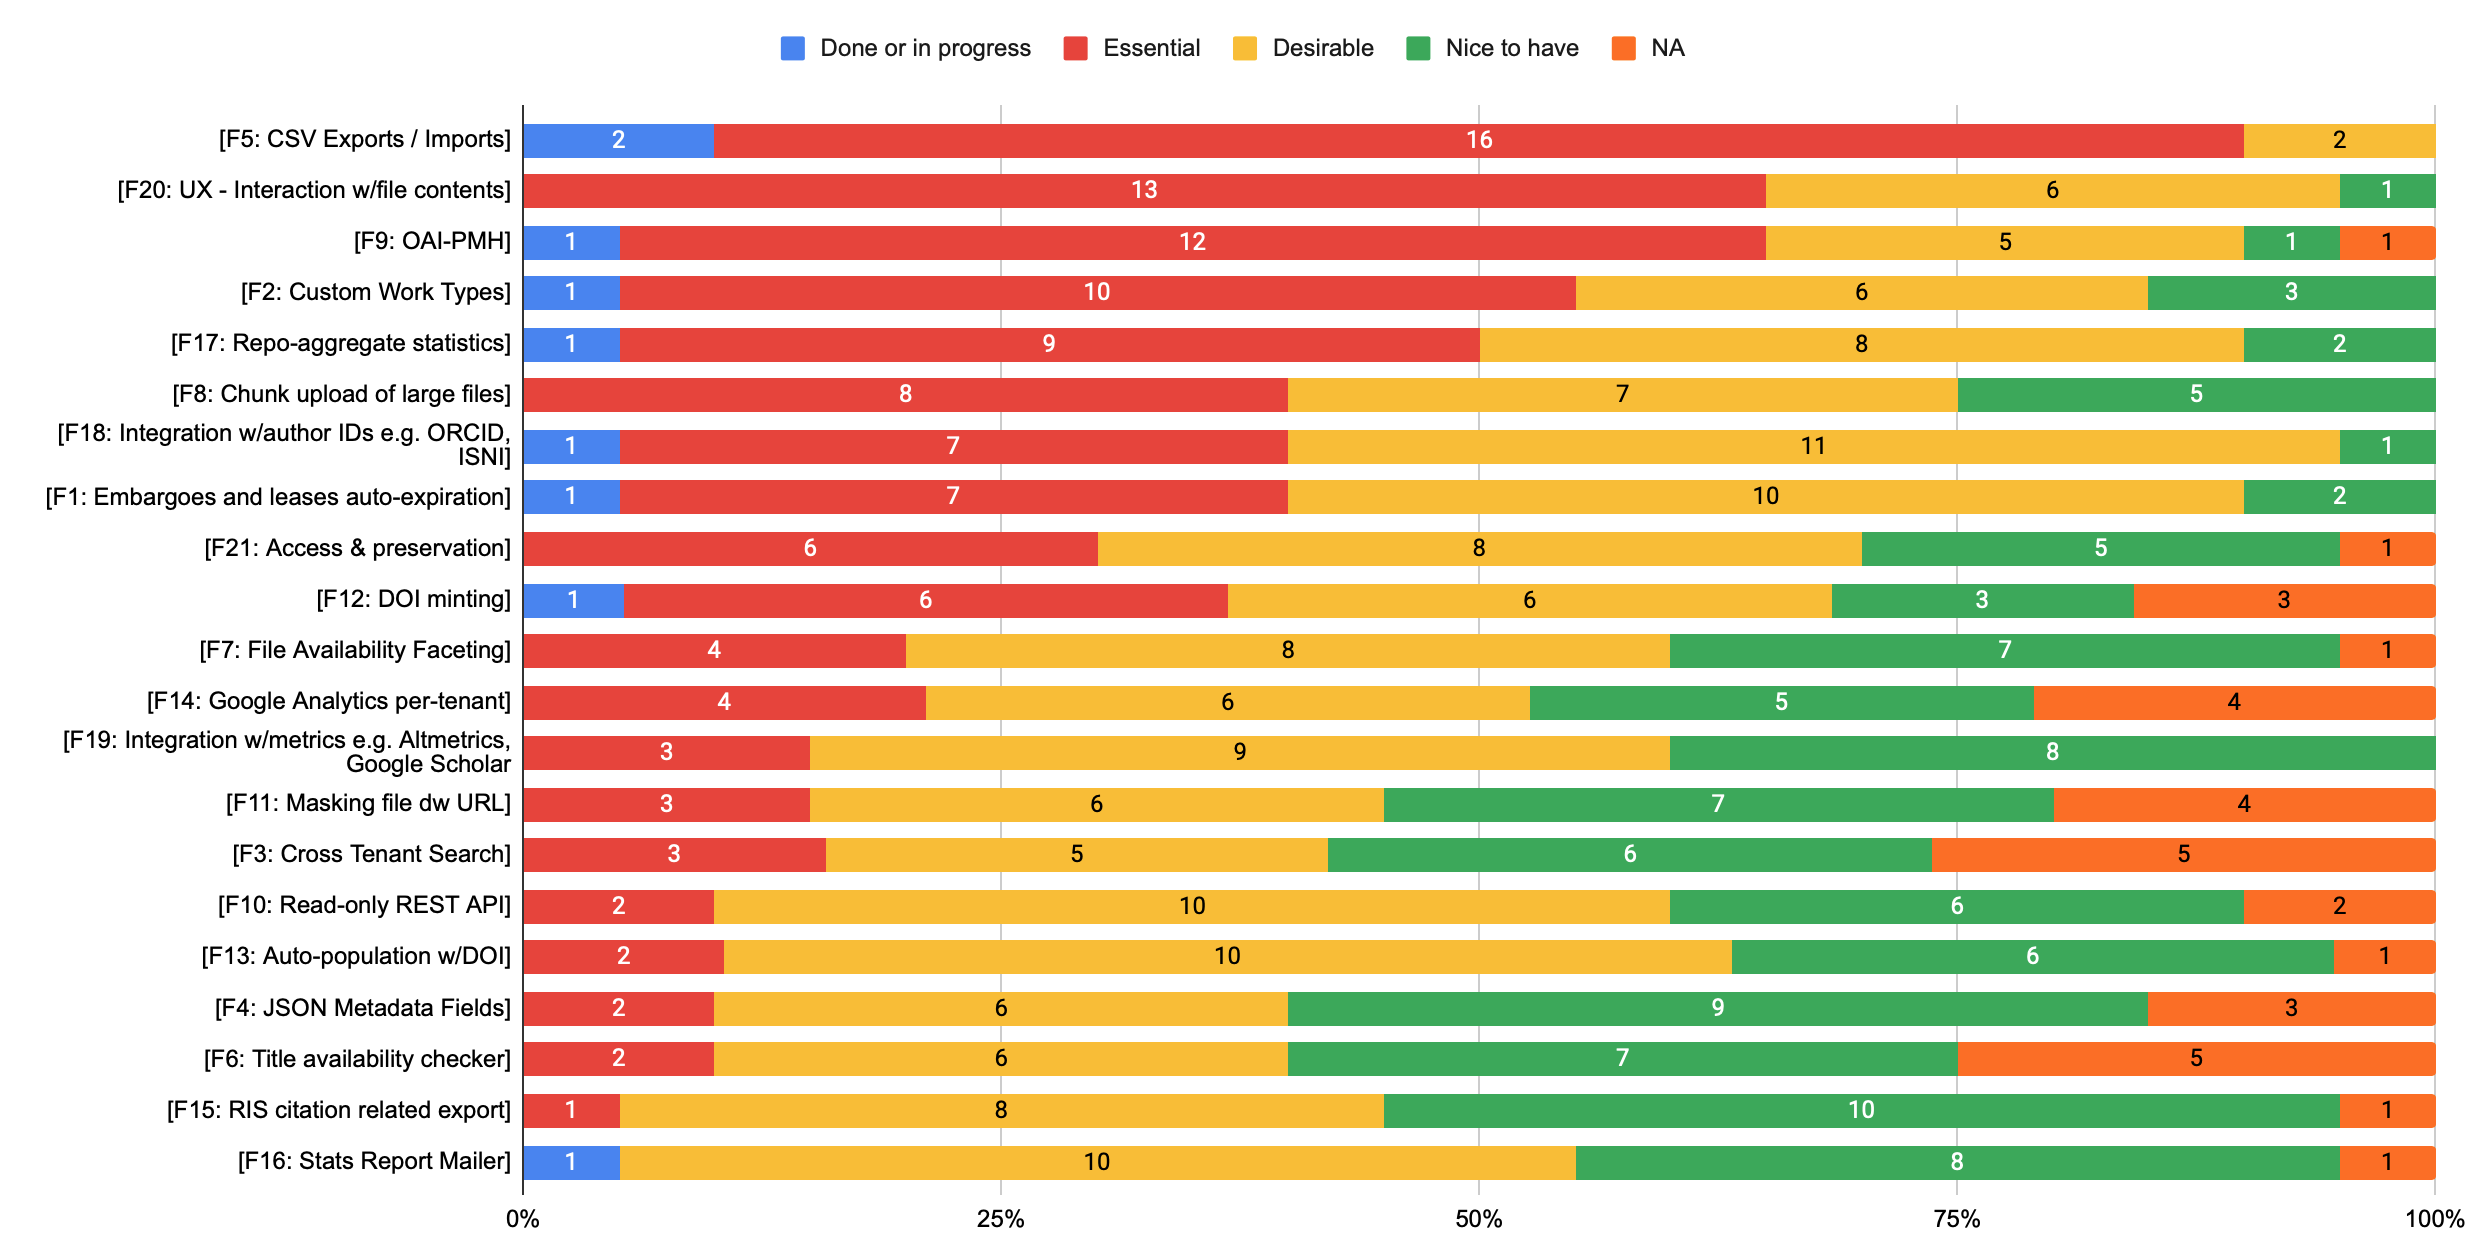 Done or in progress Essential Desirable Nice to have NA
[F5: CSV Exports / Imports] 2 16 2
[F20: UX - Interaction w/file contents] 13 6 1
[F9: OAI-PMH] 1 12 5 1 1
[F2: Custom Work Types] 1 10 6 3
[F17: Repo-aggregate statistics] 1 9 8 2
[F8: Chunk upload of large files] 8 7 5
[F18: Integration w/author IDs e.g. ORCID,
ISNI] 1 7 11 1
[F1: Embargoes and leases auto-expiration] 1 7 10 2
[F21: Access & preservation] 6 8 5 1
[F12: DOI minting] 1 6 6 3 3
[F7: File Availability Faceting] 4 8 7 1
[F14: Google Analytics per-tenant] 4 6 5 4
[F19: Integration w/metrics e.g. Altmetrics,
Google Scholar 3 9 8
[F11: Masking file dw URL] 3 6 7 4
[F3: Cross Tenant Search] 3 5 6 5
[F10: Read-only REST API] 2 10 6 2
[F13: Auto-population w/DOI] 2 10 6 1
[F4: JSON Metadata Fields] 2 6 9 3
[F6: Title availability checker] 2 6 7 5
[F15: RIS citation related export] 1 8 10 1
[F16: Stats Report Mailer] 1 10 8 1
0% 25% 50% 75% 100%